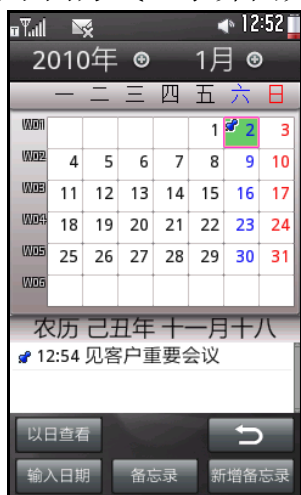 12:52
2010年 1月
一 二 三 四 五 六 日
W01 1 2 3
W02 4 5 6 7 8 9 10
W03 11 12 13 14 15 16 17
W04 18 19 20 21 22 23 24
W05 25 26 27 28 29 30 31
W06
农历 己丑年 十一月十八
12:54 见客户重要会议
以日查看
输入日期 备忘录 新增备忘录